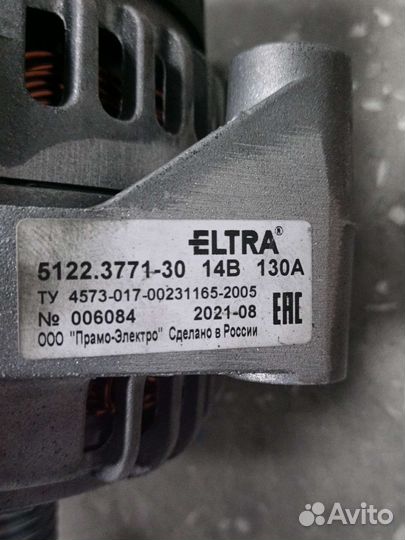 ELTRA®
5122.3771-30 14В 130А
ТУ 4573-017-00231165-2005
№ 006084 2021-08 EAC
ООО "Прамо-Электро" Сделано в России
Avito